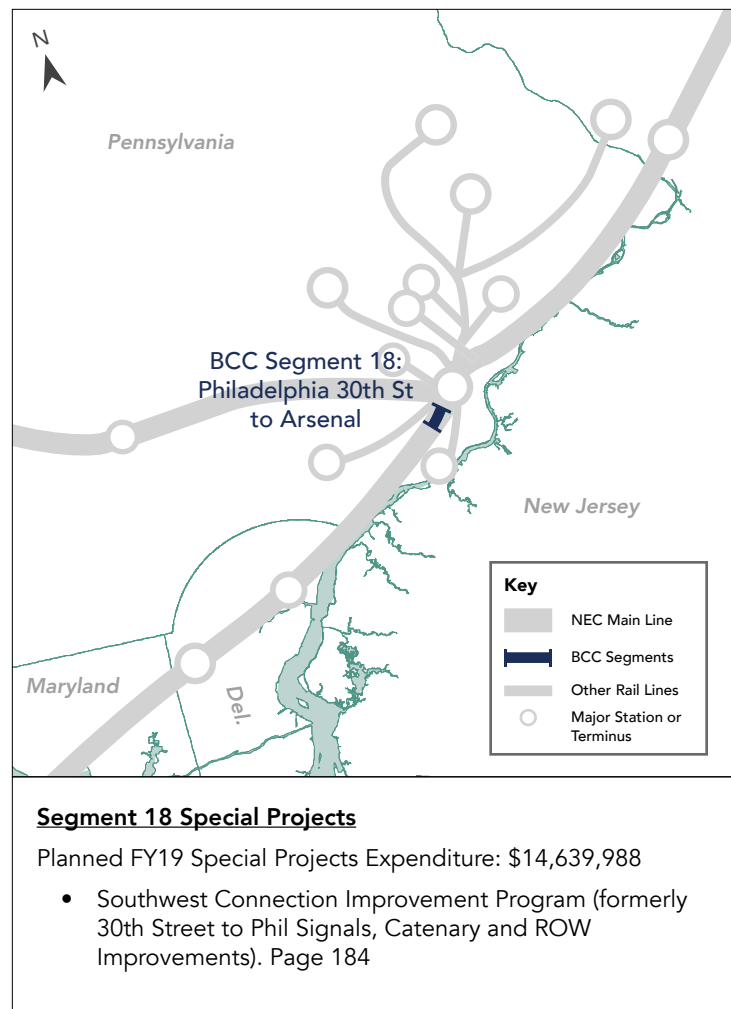 N
Pennsylvania
BCC Segment 18:
Philadelphia 30th St
to Arsenal
New Jersey
Maryland
Del.
Key
NEC Main Line
BCC Segments
Other Rail Lines
Major Station or
Terminus
Segment 18 Special Projects
Planned FY19 Special Projects Expenditure: $14,639,988
• Southwest Connection Improvement Program (formerly
30th Street to Phil Signals, Catenary and ROW
Improvements). Page 184